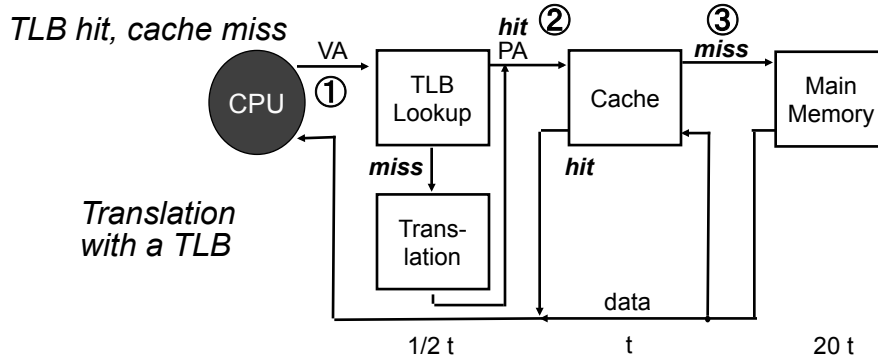 TLB hit, cache miss
VA
①
hit
②
PA
③
miss
CPU
TLB
Lookup
Cache
Main
Memory
miss
hit
Translation
with a TLB
Trans-
lation
data
1/2 t
t
20 t